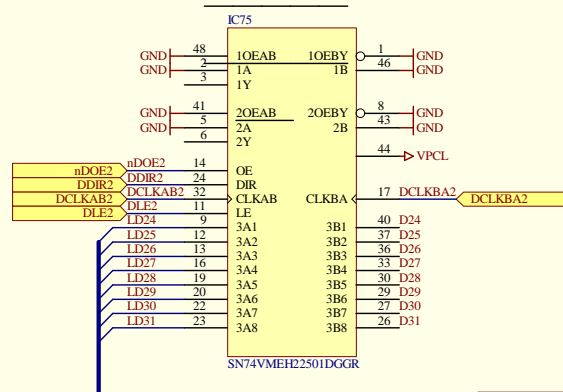 IC75
GND 48 1OEAB 1OEBY 1 GND
GND 2 1A 1B 46 GND
3 1Y
GND 41 2OEAB 2OEBY 8 GND
GND 5 2A 2B 43 GND
6 2Y
44 VPCL
nDOE2 nDOE2 14 OE
DDIR2 DDIR2 24 DIR
DCLKAB2 DCLKAB2 32 CLKAB CLKBA 17 DCLKBA2 DCLKBA2
DLE2 DLE2 11 LE
LD24 9 3A1 3B1 40 D24
LD25 12 3A2 3B2 37 D25
LD26 13 3A3 3B3 36 D26
LD27 16 3A4 3B4 33 D27
LD28 19 3A5 3B5 30 D28
LD29 20 3A6 3B6 29 D29
LD30 22 3A7 3B7 27 D30
LD31 23 3A8 3B8 26 D31
SN74VMEH22501DGGR